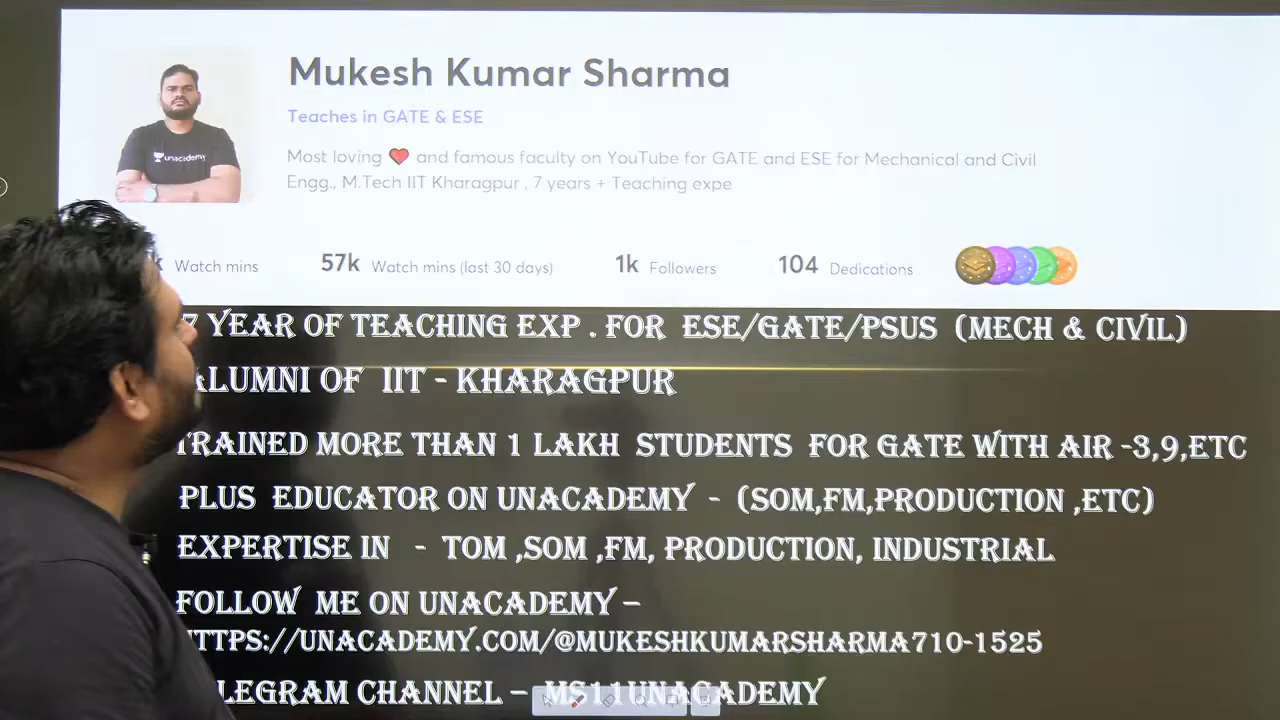 Mukesh Kumar Sharma
Teaches in GATE & ESE
unacademy
Most loving ❤ and famous faculty on YouTube for GATE and ESE for Mechanical and Civil
Engg., M.Tech IIT Kharagpur , 7 years + Teaching expe
k Watch mins 57k Watch mins (last 30 days) 1k Followers 104 Dedications
7 YEAR OF TEACHING EXP . FOR ESE/GATE/PSUS (MECH & CIVIL)
ALUMNI OF IIT - KHARAGPUR
TRAINED MORE THAN 1 LAKH STUDENTS FOR GATE WITH AIR -3,9,ETC
PLUS EDUCATOR ON UNACADEMY - (SOM,FM,PRODUCTION ,ETC)
EXPERTISE IN - TOM ,SOM ,FM, PRODUCTION, INDUSTRIAL
FOLLOW ME ON UNACADEMY –
TTPS://UNACADEMY.COM/@MUKESHKUMARSHARMA710-1525
LEGRAM CHANNEL – MS11UNACADEMY